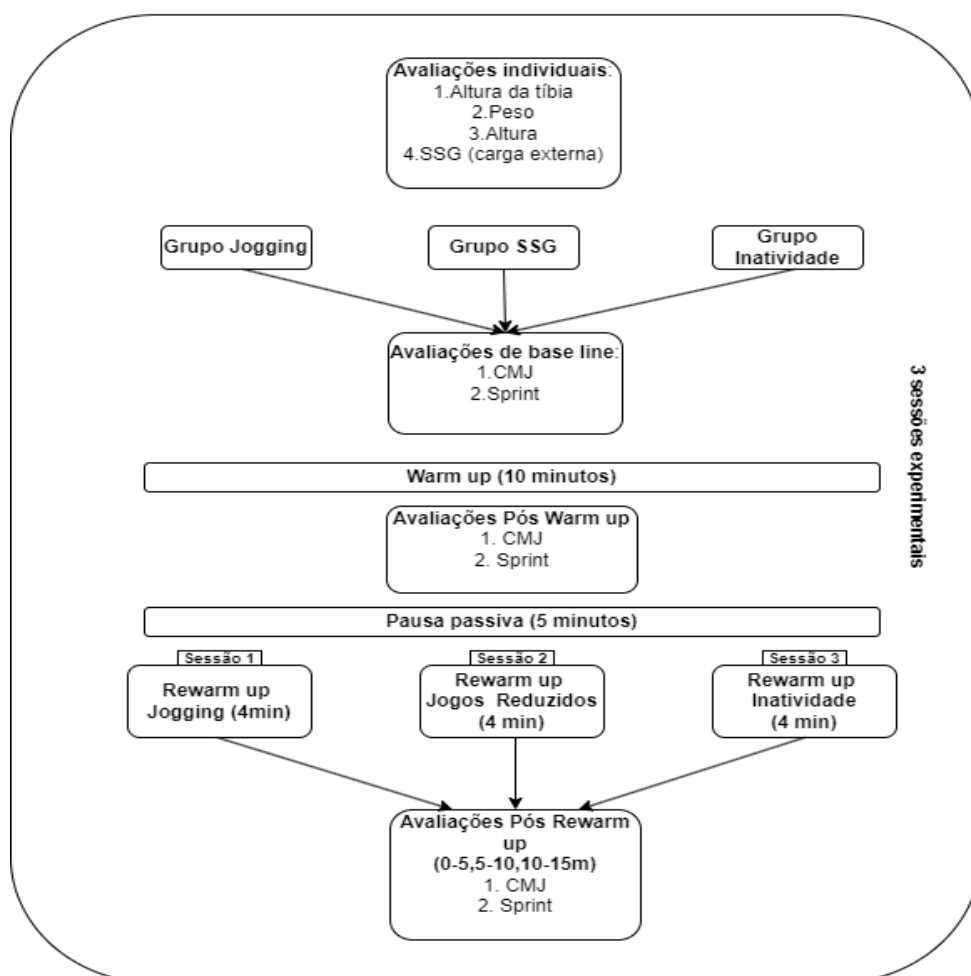 Avaliações individuais:
1.Altura da tíbia
2.Peso
3.Altura
4.SSG (carga externa)
Grupo Jogging
Grupo SSG
Grupo
Inatividade
Avaliações de base line:
1.CMJ
2.Sprint
3 sessões experimentais
Warm up (10 minutos)
Avaliações Pós Warm up
1. CMJ
2. Sprint
Pausa passiva (5 minutos)
Sessão 1
Rewarm up
Jogging (4min)
Sessão 2
Rewarm up
Jogos Reduzidos
(4 min)
Sessão 3
Rewarm up
Inatividade
(4 min)
Avaliações Pós Rewarm
up
(0-5,5-10,10-15m)
1. CMJ
2. Sprint